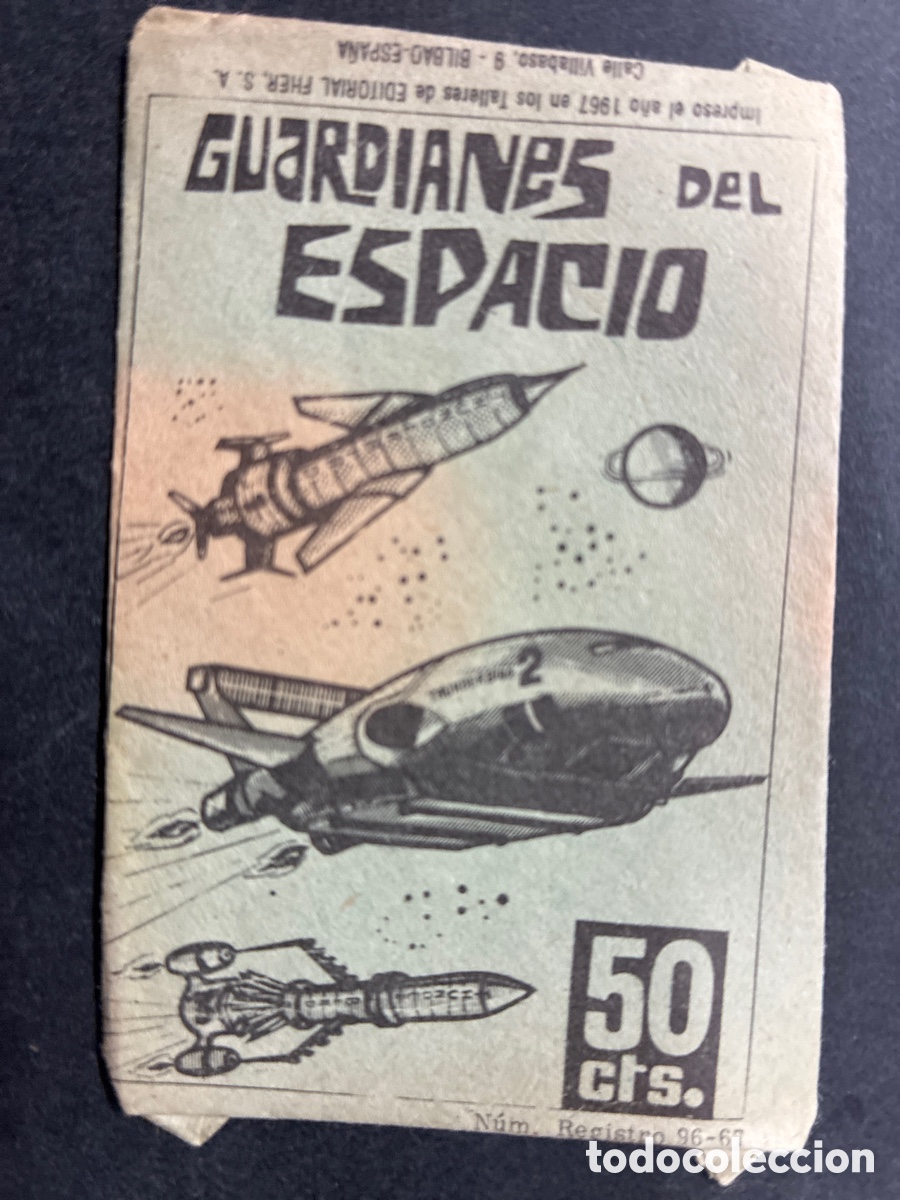 Impreso el año 1967 en los Talleres de EDITORIAL FHER, S. A.
Calle Villabaso, 9 - BILBAO-ESPAÑA
GUARDIANES DEL
ESPACIO
THUNDERBIRD 2
50
cts.
Núm. Registro 96-67
todocoleccion